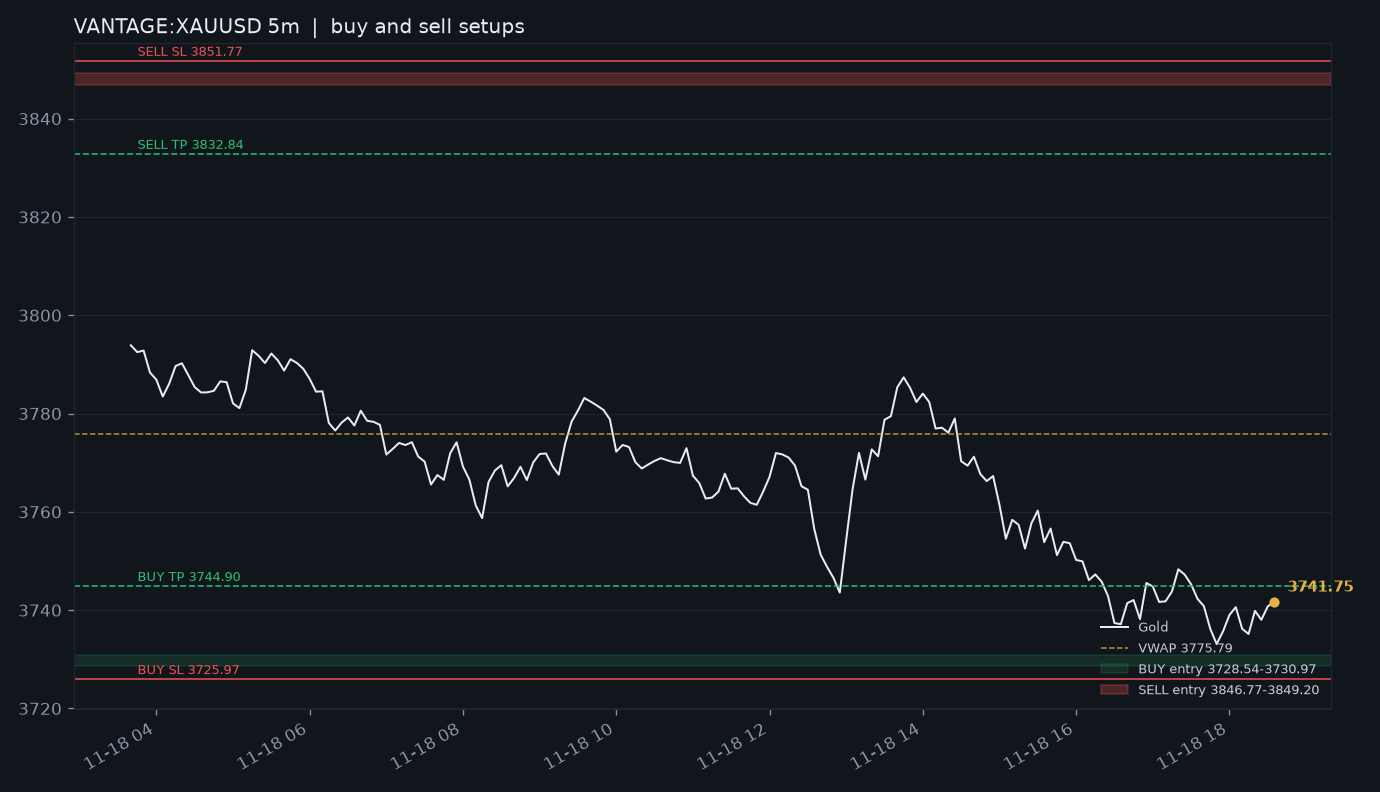 VANTAGE:XAUUSD 5m | buy and sell setups
SELL SL 3851.77
3840
SELL TP 3832.84
3820
3800
3780
3760
BUY TP 3744.90
3741.75
3740
Gold
VWAP 3775.79
BUY SL 3725.97
BUY entry 3728.54-3730.97
SELL entry 3846.77-3849.20
3720
11-18 04
11-18 06
11-18 08
11-18 10
11-18 12
11-18 14
11-18 16
11-18 18